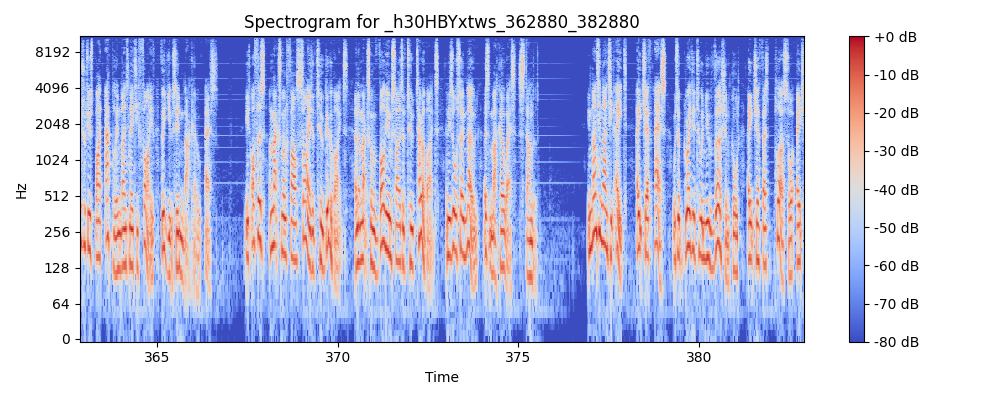 Spectrogram for _h30HBYxtws_362880_382880
Hz
8192
4096
2048
1024
512
256
128
64
0
365
370
375
380
Time
+0 dB
-10 dB
-20 dB
-30 dB
-40 dB
-50 dB
-60 dB
-70 dB
-80 dB